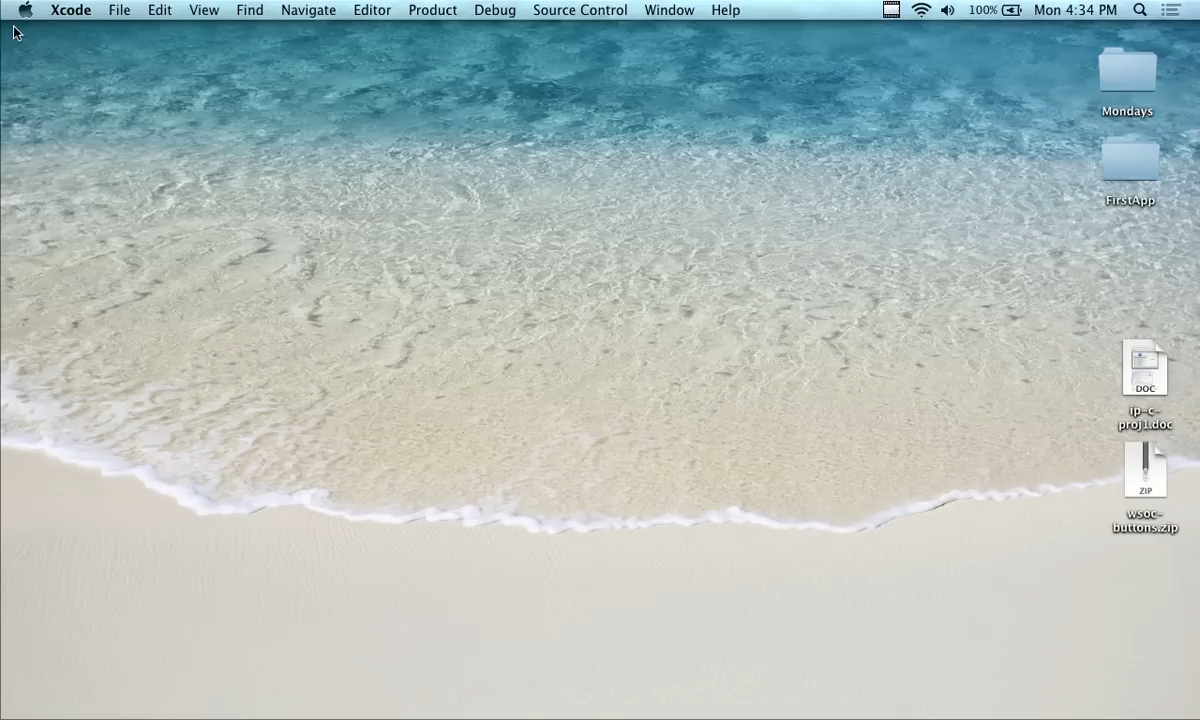 Xcode File Edit View Find Navigate Editor Product Debug Source Control Window Help 100% Mon 4:34 PM
Mondays
FirstApp
DOC
ip-c-
proj1.doc
ZIP
wsoc-
buttons.zip